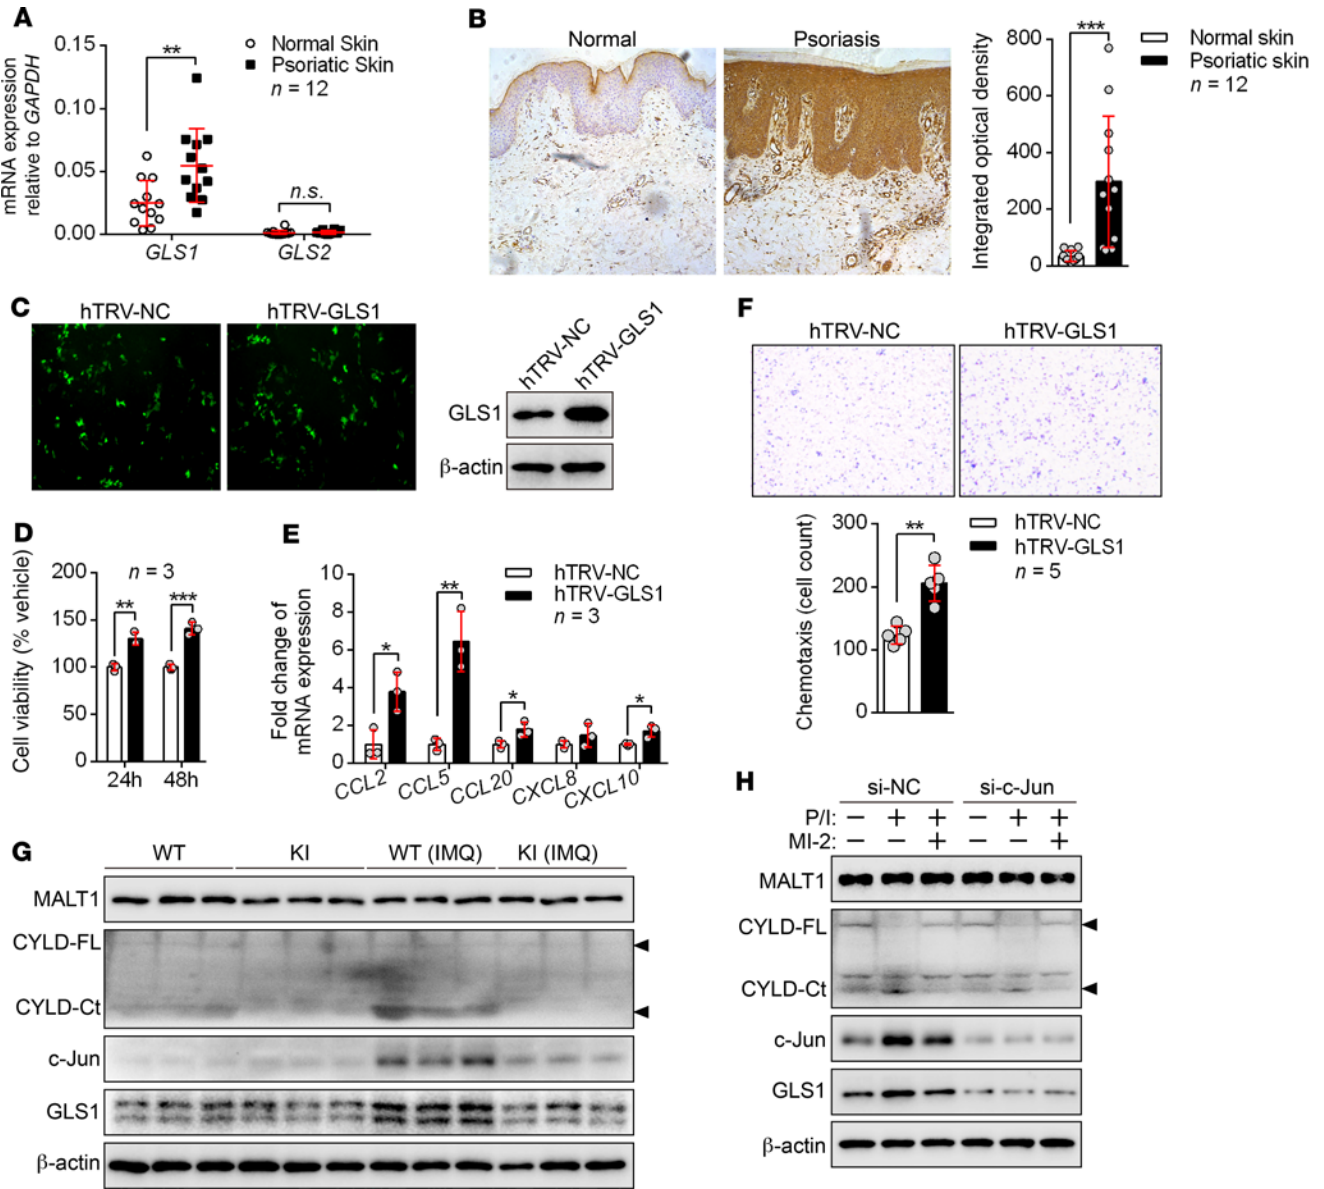 A
mRNA expression
relative to GAPDH
0.15
0.10
0.05
0.00
**
n.s.
Normal Skin
Psoriatic Skin
n = 12
GLS1
GLS2
B
Normal
Psoriasis
Integrated optical density
800
600
400
200
0
***
Normal skin
Psoriatic skin
n = 12
C
hTRV-NC
hTRV-GLS1
hTRV-NC
hTRV-GLS1
GLS1
β-actin
D
Cell viability (% vehicle)
200
150
100
50
0
n = 3
**
***
24h
48h
E
Fold change of
mRNA expression
10
8
6
4
2
0
*
**
*
*
hTRV-NC
hTRV-GLS1
n = 3
CCL2
CCL5
CCL20
CXCL8
CXCL10
F
hTRV-NC
hTRV-GLS1
Chemotaxis (cell count)
300
200
100
0
**
hTRV-NC
hTRV-GLS1
n = 5
G
WT
KI
WT (IMQ)
KI (IMQ)
MALT1
CYLD-FL
CYLD-Ct
c-Jun
GLS1
β-actin
H
si-NC
si-c-Jun
P/I: − + + − + +
MI-2: − − + − − +
MALT1
CYLD-FL
CYLD-Ct
c-Jun
GLS1
β-actin